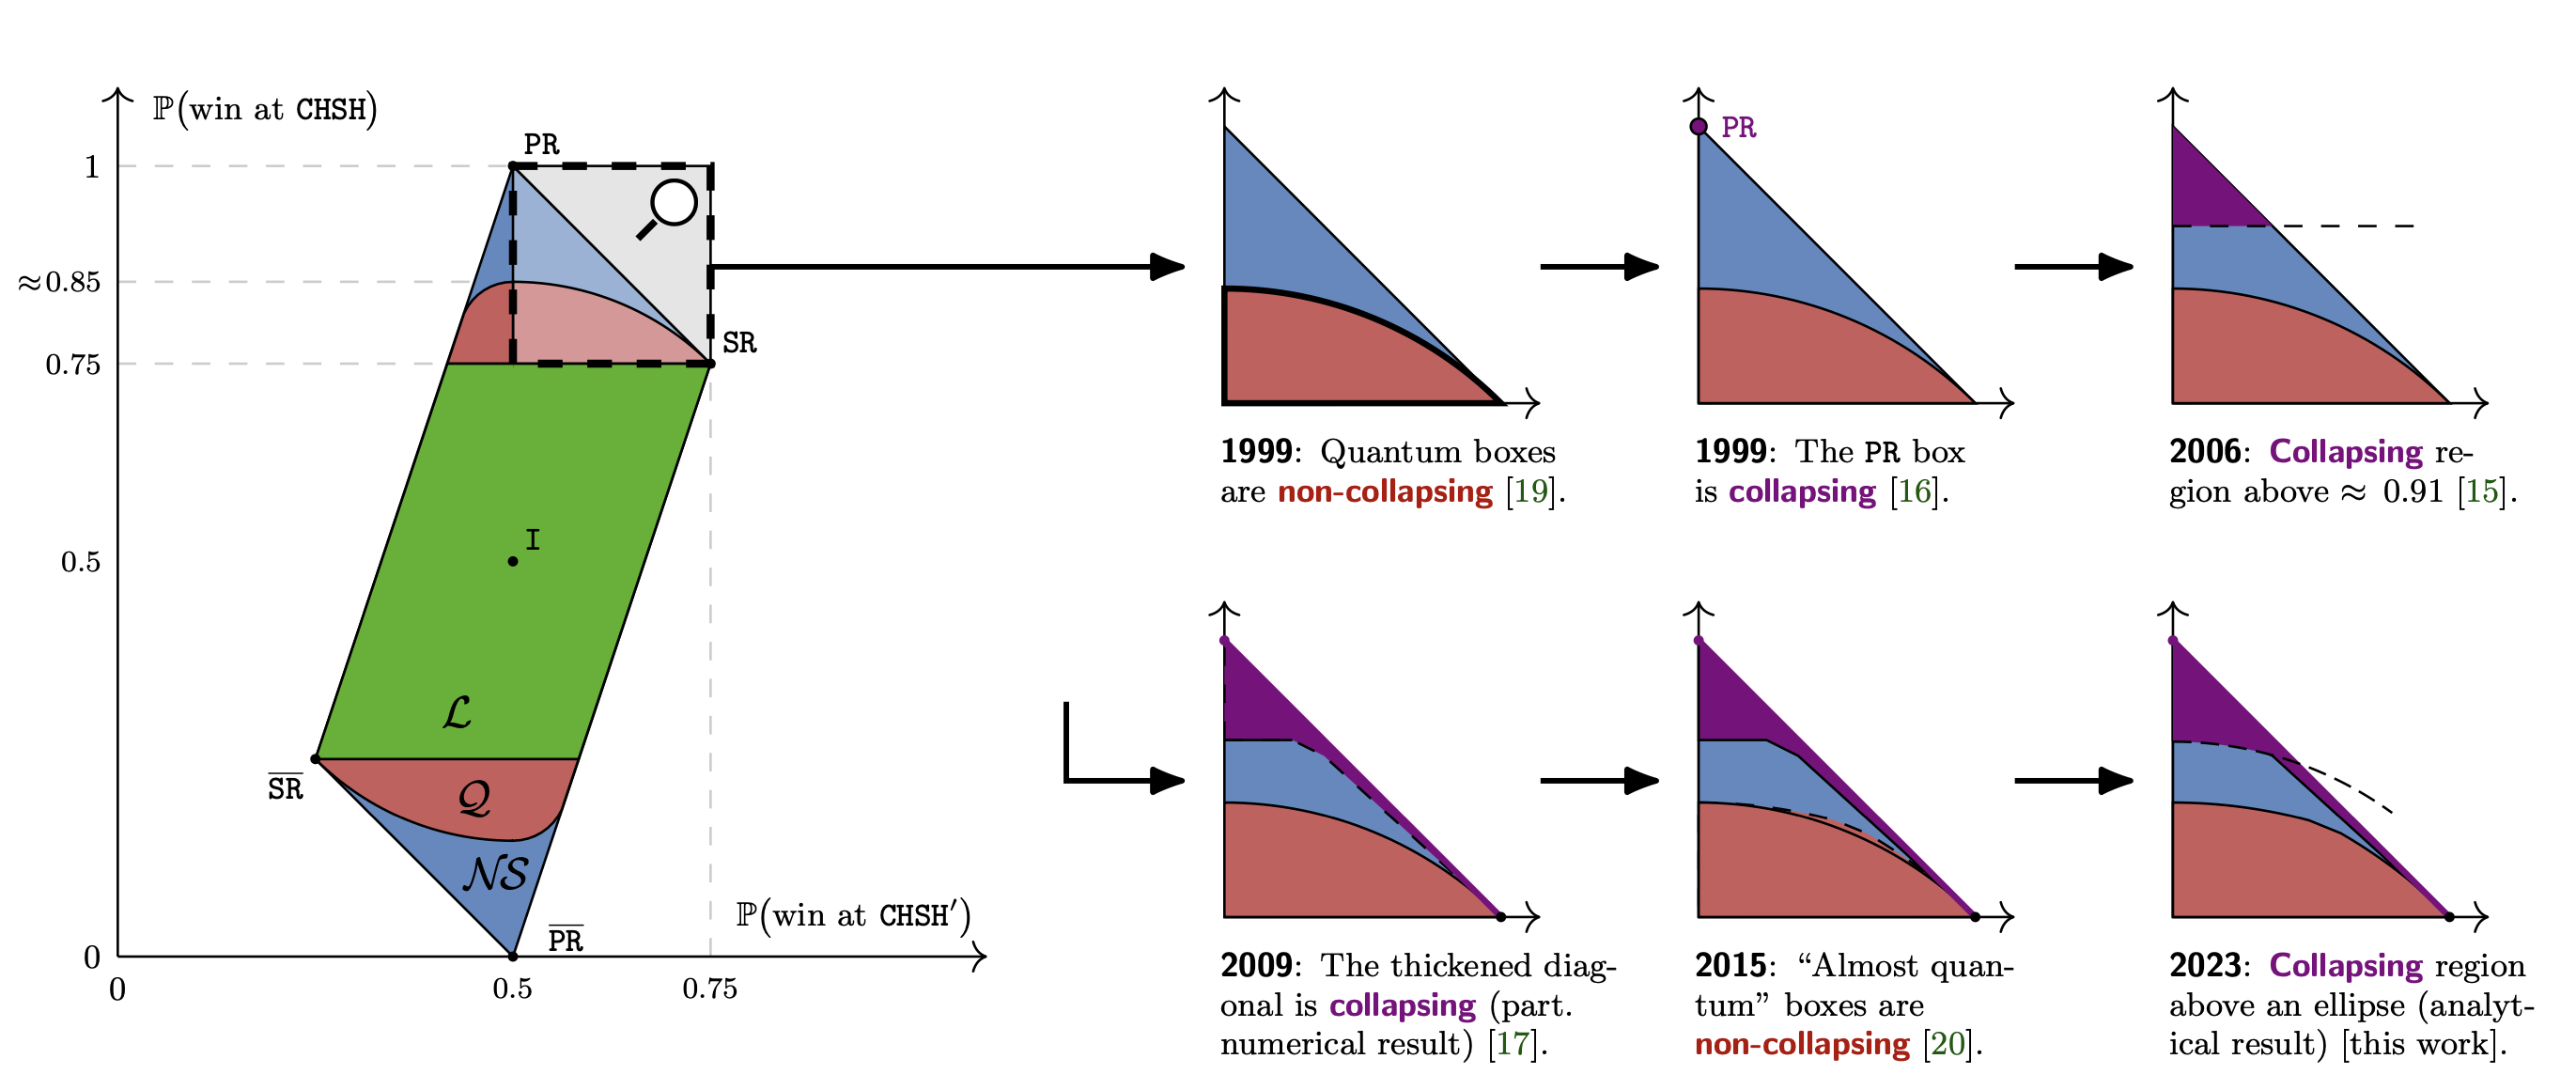 ℙ(win at CHSH)
PR
1
≈0.85
SR
0.75
I
0.5
ℒ
S̅R̅
𝒬
𝒩𝒮
ℙ(win at CHSH′)
P̅R̅
0
0
0.5
0.75
1999: Quantum boxes
are non-collapsing [19].
PR
1999: The PR box
is collapsing [16].
2006: Collapsing re-
gion above ≈ 0.91 [15].
2009: The thickened diag-
onal is collapsing (part.
numerical result) [17].
2015: “Almost quan-
tum” boxes are
non-collapsing [20].
2023: Collapsing region
above an ellipse (analyt-
ical result) [this work].